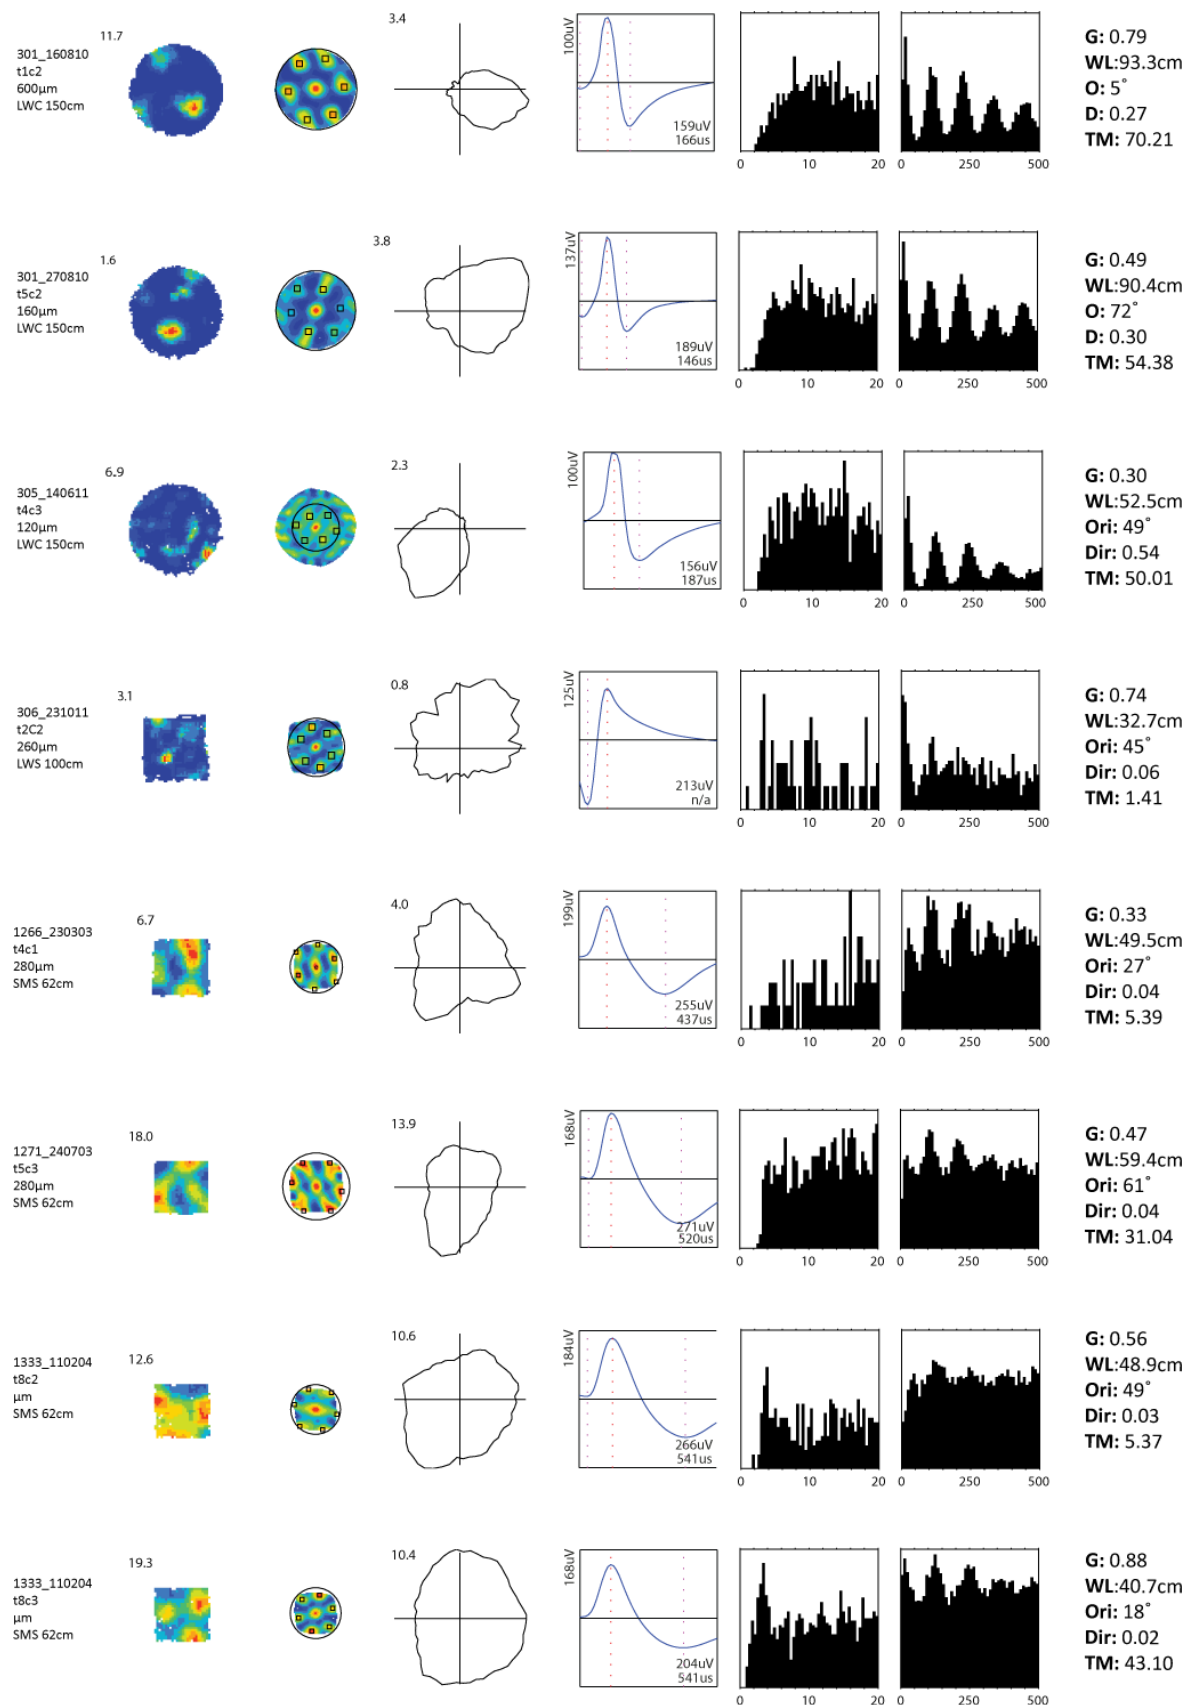 301_160810
t1c2
600µm
LWC 150cm
11.7
3.4
100uV
159uV
166us
0 10 20
0 250 500
G: 0.79
WL:93.3cm
O: 5°
D: 0.27
TM: 70.21
301_270810
t5c2
160µm
LWC 150cm
1.6
3.8
137uV
189uV
146us
0 10 20
0 250 500
G: 0.49
WL:90.4cm
O: 72°
D: 0.30
TM: 54.38
305_140611
t4c3
120µm
LWC 150cm
6.9
2.3
100uV
156uV
187us
0 10 20
0 250 500
G: 0.30
WL:52.5cm
Ori: 49°
Dir: 0.54
TM: 50.01
306_231011
t2C2
260µm
LWS 100cm
3.1
0.8
125uV
213uV
n/a
0 10 20
0 250 500
G: 0.74
WL:32.7cm
Ori: 45°
Dir: 0.06
TM: 1.41
1266_230303
t4c1
280µm
SMS 62cm
6.7
4.0
199uV
255uV
437us
0 10 20
0 250 500
G: 0.33
WL:49.5cm
Ori: 27°
Dir: 0.04
TM: 5.39
1271_240703
t5c3
280µm
SMS 62cm
18.0
13.9
168uV
271uV
520us
0 10 20
0 250 500
G: 0.47
WL:59.4cm
Ori: 61°
Dir: 0.04
TM: 31.04
1333_110204
t8c2
µm
SMS 62cm
12.6
10.6
184uV
266uV
541us
0 10 20
0 250 500
G: 0.56
WL:48.9cm
Ori: 49°
Dir: 0.03
TM: 5.37
1333_110204
t8c3
µm
SMS 62cm
19.3
10.4
168uV
204uV
541us
0 10 20
0 250 500
G: 0.88
WL:40.7cm
Ori: 18°
Dir: 0.02
TM: 43.10